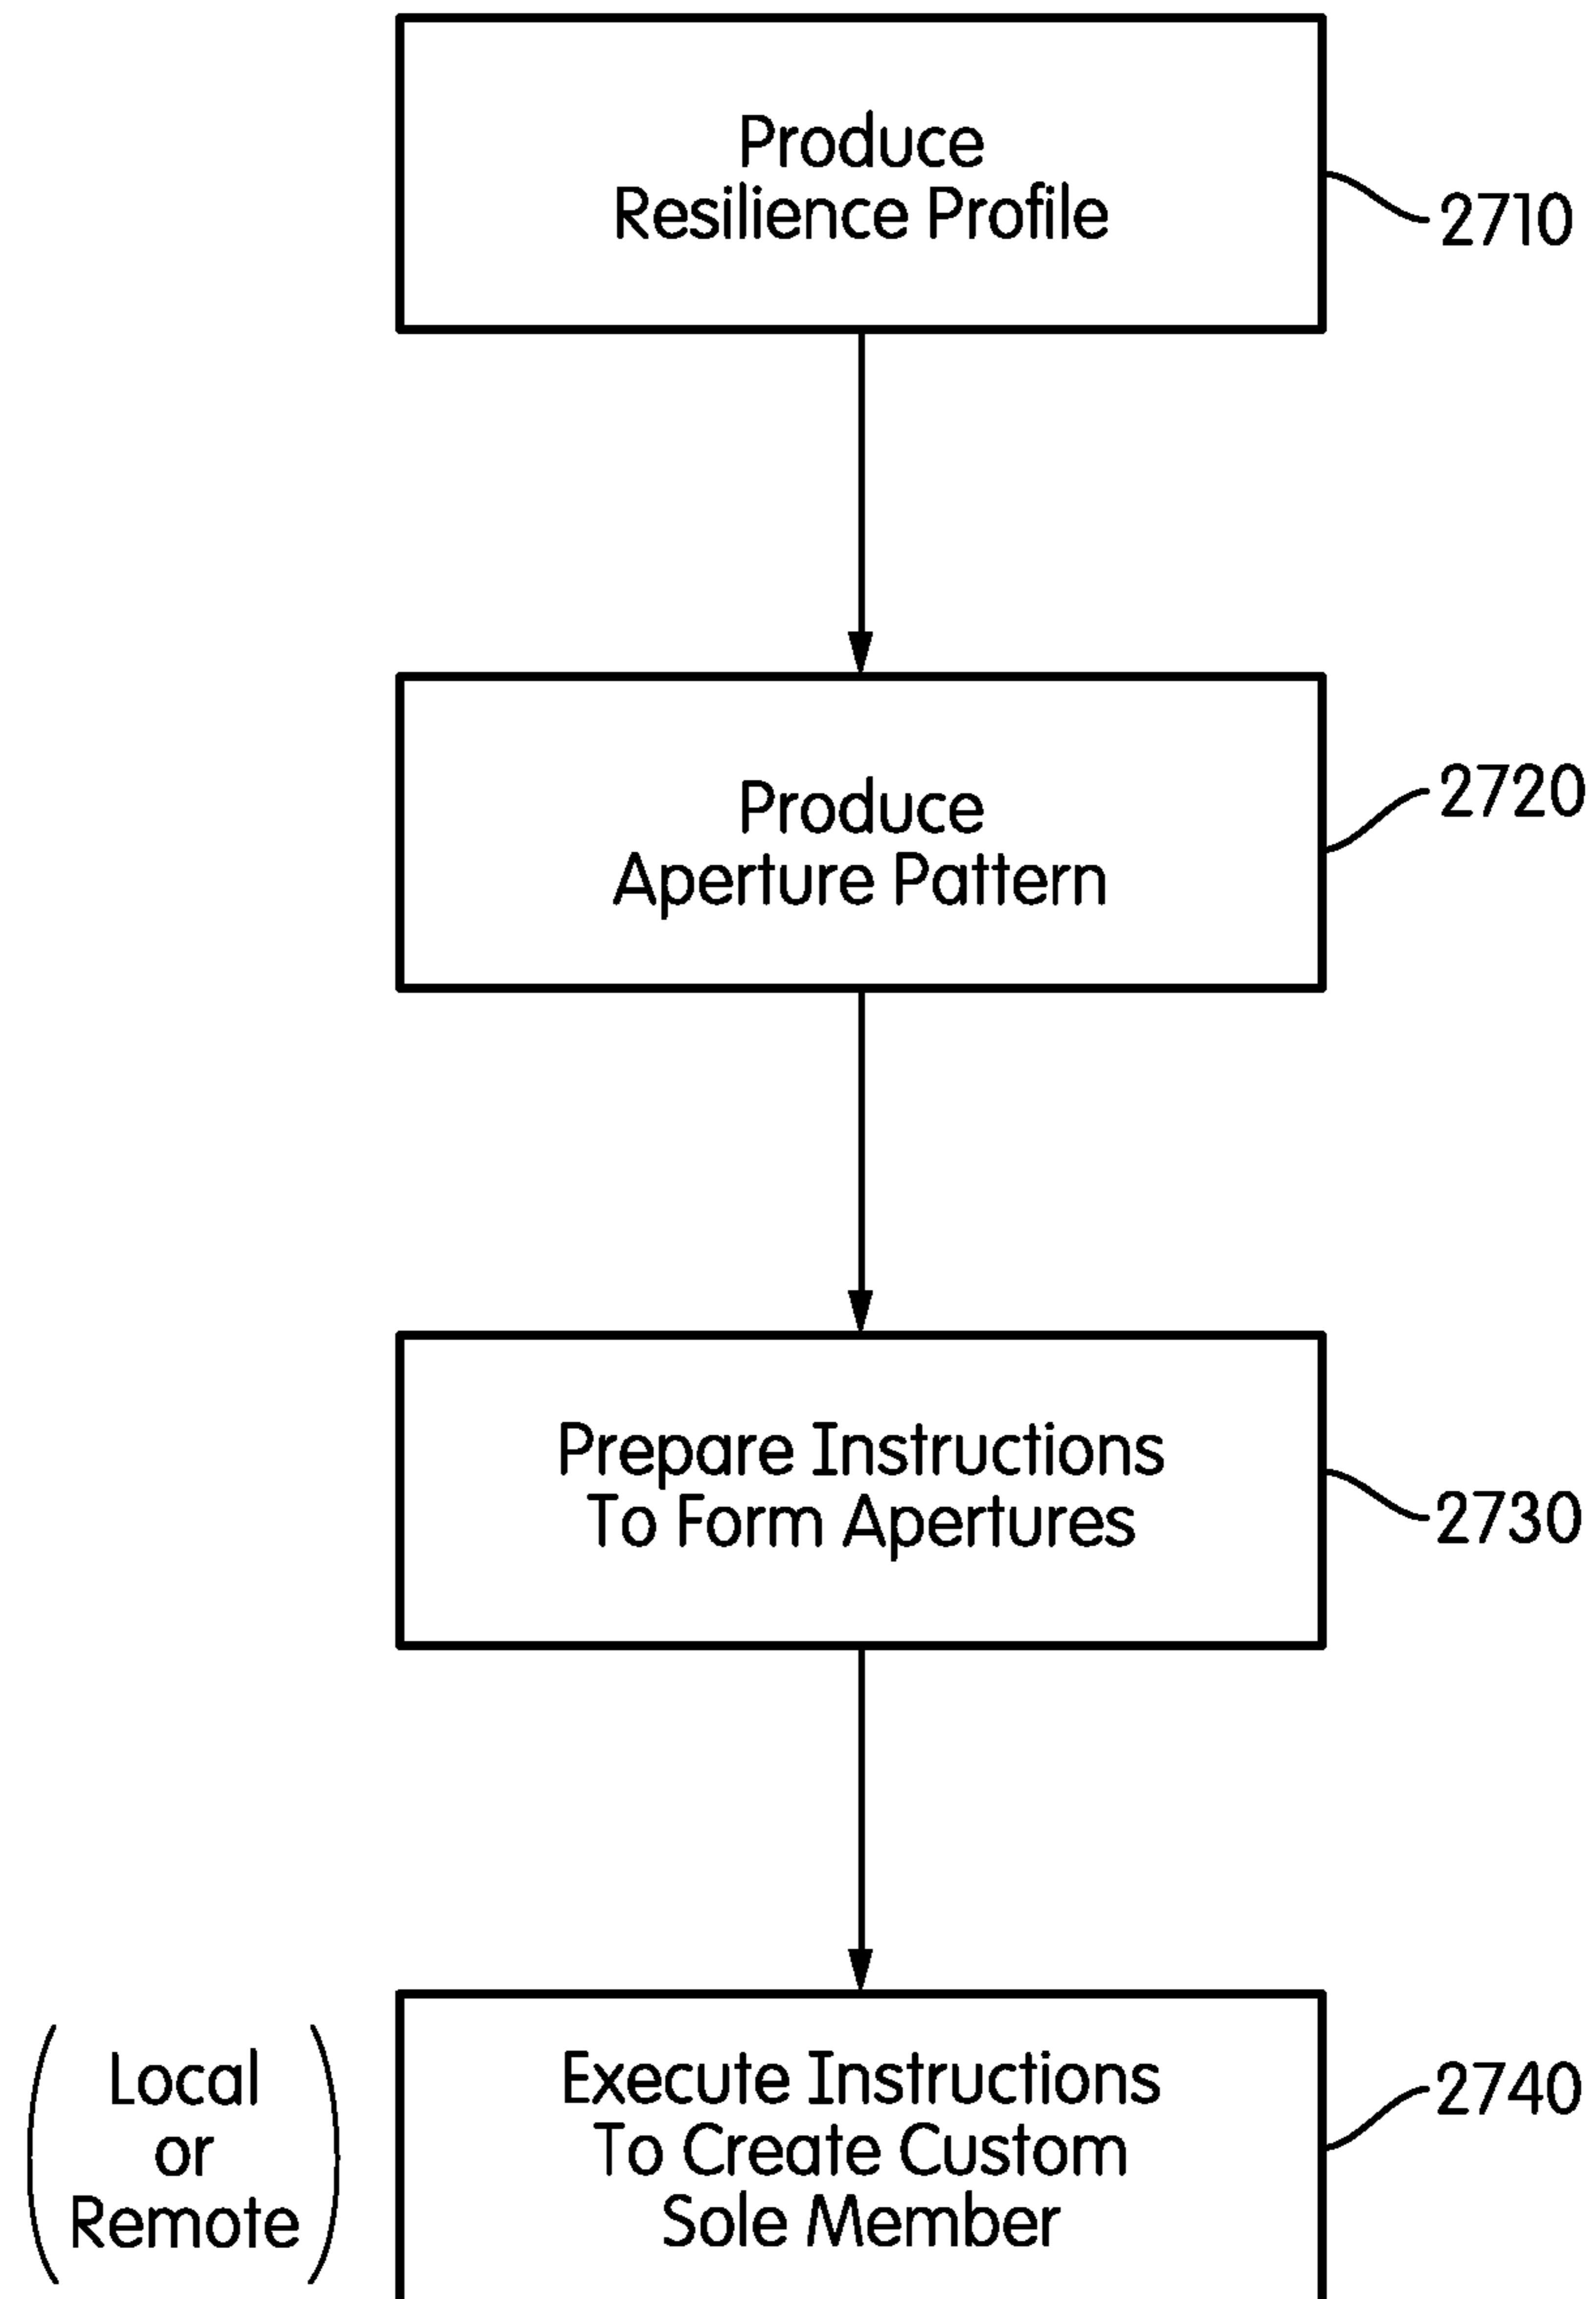 Produce
Resilience Profile
2710
Produce
Aperture Pattern
2720
Prepare Instructions
To Form Apertures
2730
Local
or
Remote
Execute Instructions
To Create Custom
Sole Member
2740